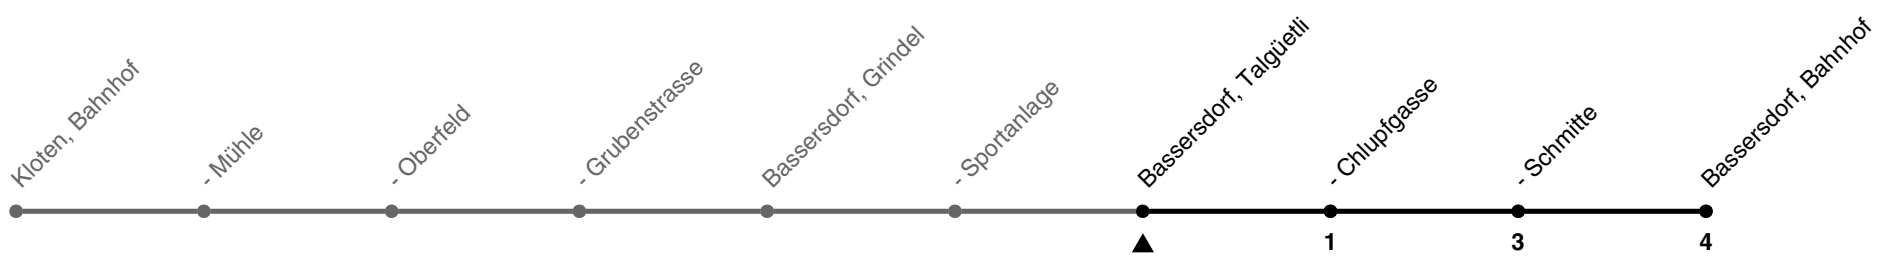 Kloten, Bahnhof
- Mühle
- Oberfeld
- Grubenstrasse
Bassersdorf, Grindel
- Sportanlage
Bassersdorf, Talgüetli
- Chlupfgasse
- Schmitte
Bassersdorf, Bahnhof
1
3
4